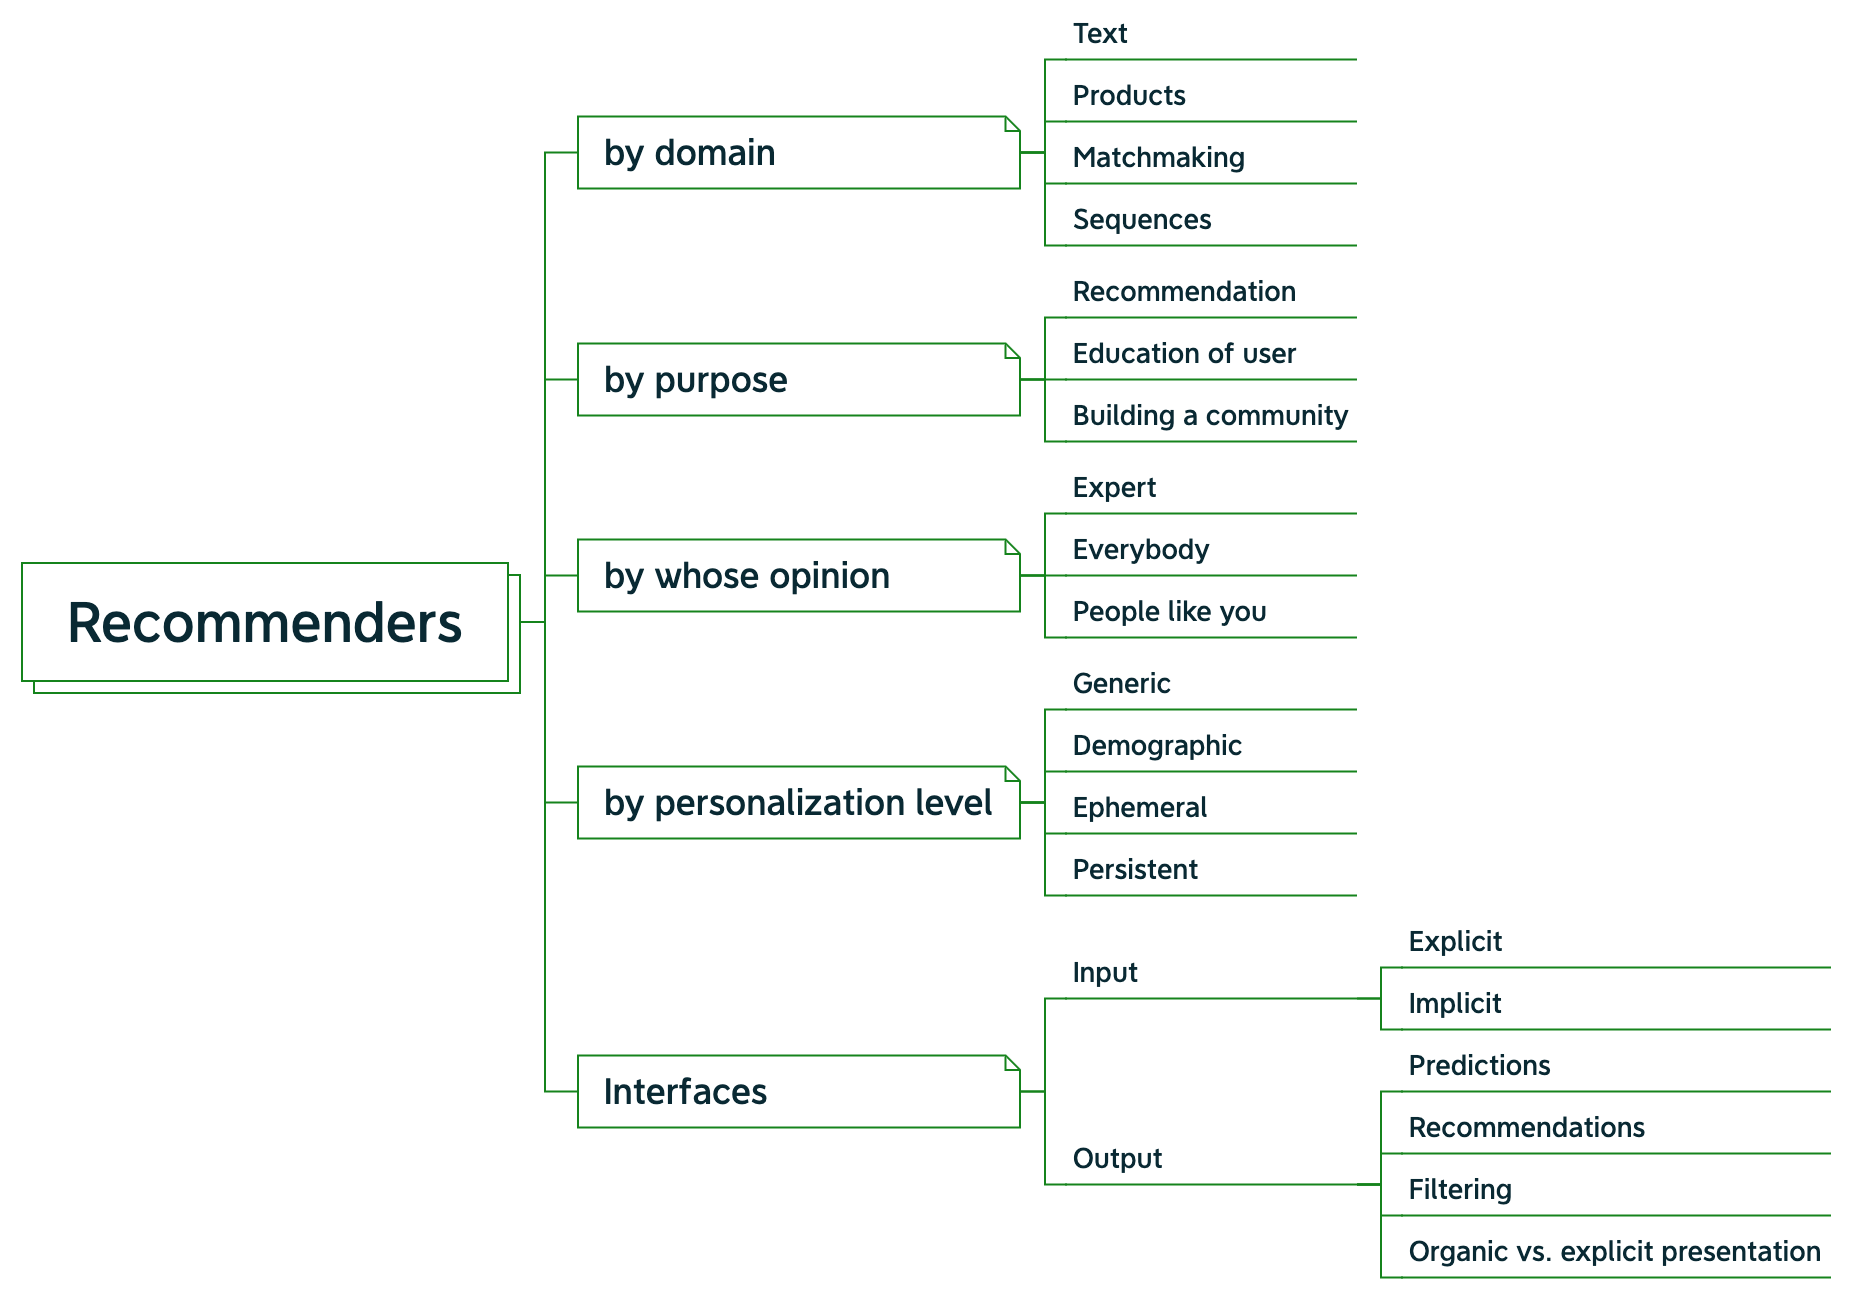 Recommenders
by domain
Text
Products
Matchmaking
Sequences
by purpose
Recommendation
Education of user
Building a community
by whose opinion
Expert
Everybody
People like you
by personalization level
Generic
Demographic
Ephemeral
Persistent
Interfaces
Input
Explicit
Implicit
Output
Predictions
Recommendations
Filtering
Organic vs. explicit presentation